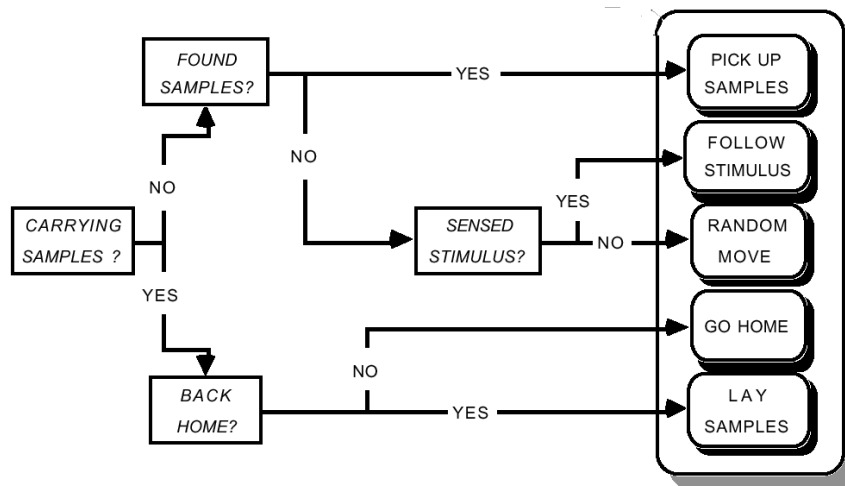 FOUND
SAMPLES?
YES
PICK UP
SAMPLES
NO
FOLLOW
STIMULUS
NO
YES
CARRYING
SAMPLES ?
SENSED
STIMULUS?
NO
RANDOM
MOVE
YES
GO HOME
NO
BACK
HOME?
YES
LAY
SAMPLES